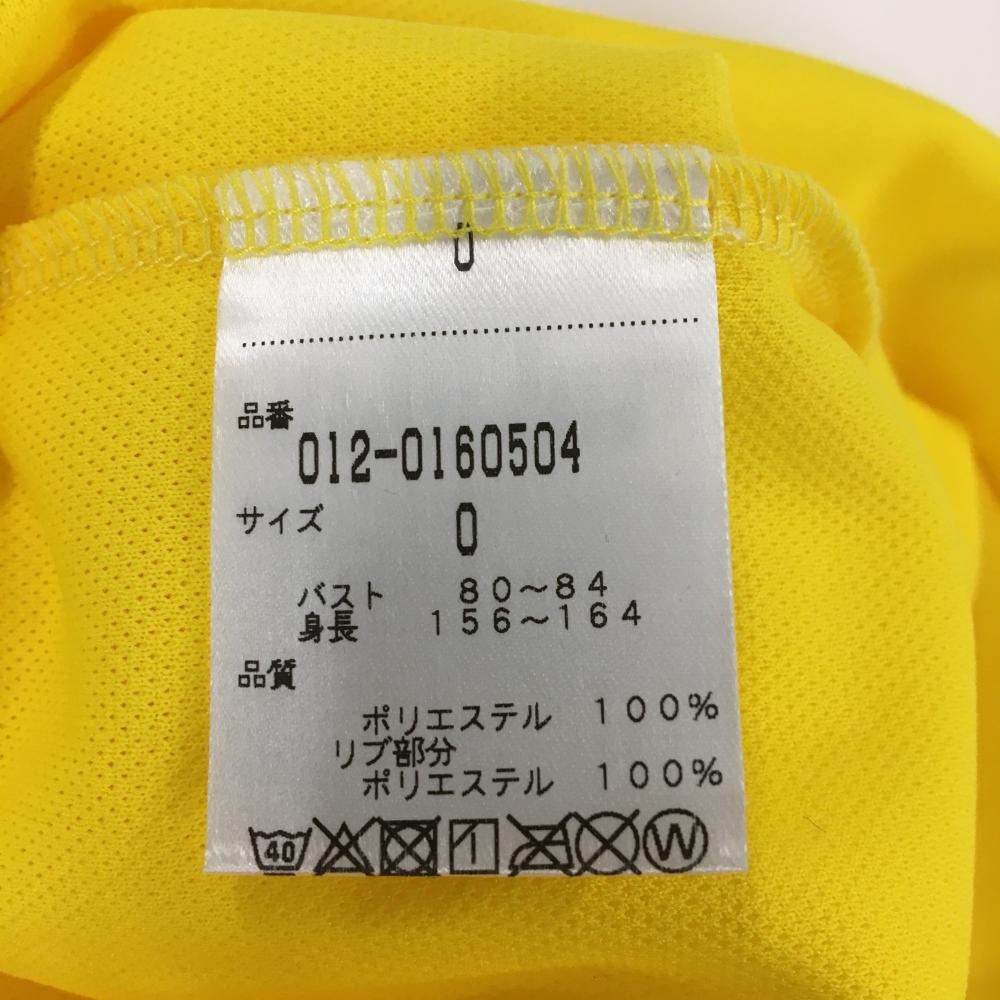 0
品番
012-0160504
サイズ 0
バスト 80～84
身長 156～164
品質
ポリエステル 100%
リブ部分
ポリエステル 100%
40 W